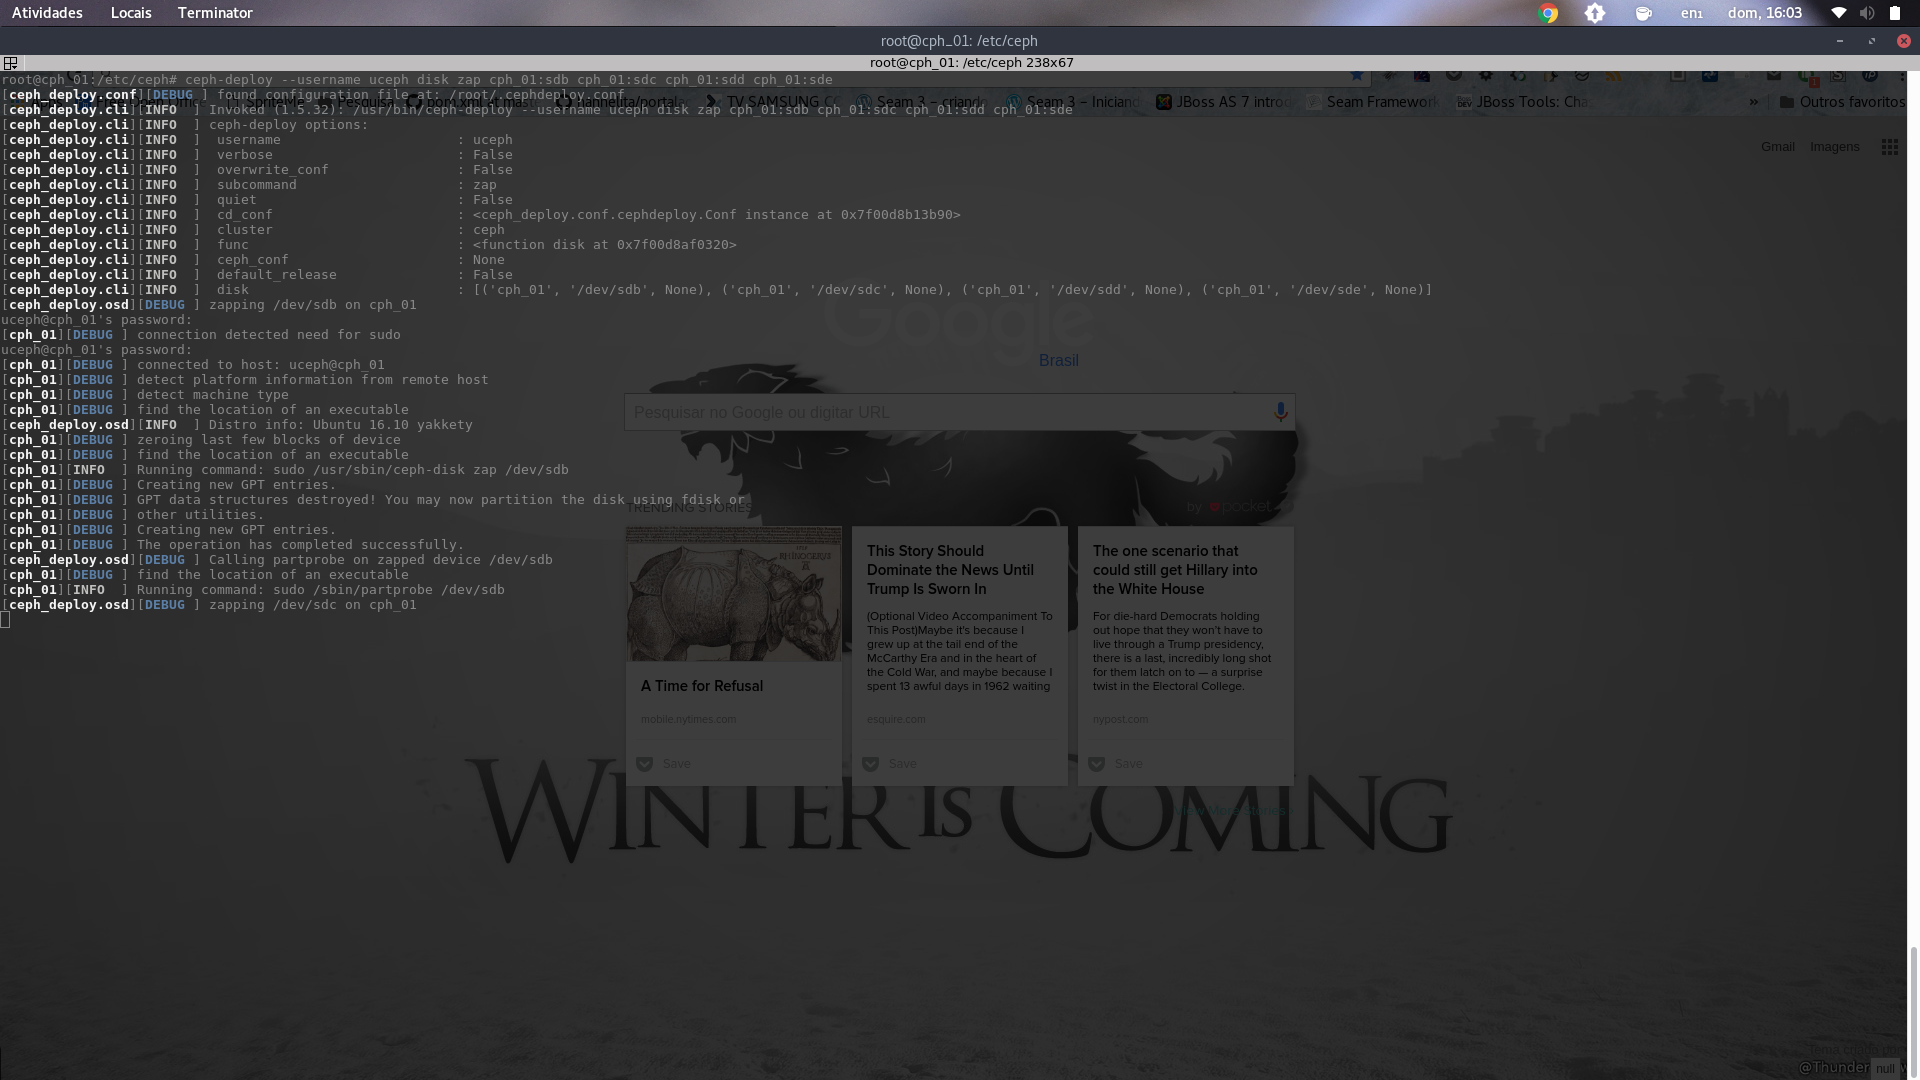 Atividades Locais Terminator en₁ dom, 16:03
root@cph_01: /etc/ceph
root@cph_01: /etc/ceph 238x67
root@cph_01:/etc/ceph# ceph-deploy --username uceph disk zap cph_01:sdb cph_01:sdc cph_01:sdd cph_01:sde
[ceph_deploy.conf][DEBUG ] found configuration file at: /root/.cephdeploy.conf
[ceph_deploy.cli][INFO  ] Invoked (1.5.32): /usr/bin/ceph-deploy --username uceph disk zap cph_01:sdb cph_01:sdc cph_01:sdd cph_01:sde
TV SAMSUNG Seam 3 - criand Seam 3 - Iniciand JBoss AS 7 introd Seam Framework JBoss Tools: Cha » Outros favoritos
[ceph_deploy.cli][INFO  ] ceph-deploy options:
[ceph_deploy.cli][INFO  ]  username                      : uceph
[ceph_deploy.cli][INFO  ]  verbose                       : False
[ceph_deploy.cli][INFO  ]  overwrite_conf                : False
[ceph_deploy.cli][INFO  ]  subcommand                    : zap
[ceph_deploy.cli][INFO  ]  quiet                         : False
[ceph_deploy.cli][INFO  ]  cd_conf                       : <ceph_deploy.conf.cephdeploy.Conf instance at 0x7f00d8b13b90>
[ceph_deploy.cli][INFO  ]  cluster                       : ceph
[ceph_deploy.cli][INFO  ]  func                          : <function disk at 0x7f00d8af0320>
[ceph_deploy.cli][INFO  ]  ceph_conf                     : None
[ceph_deploy.cli][INFO  ]  default_release               : False
[ceph_deploy.cli][INFO  ]  disk                          : [('cph_01', '/dev/sdb', None), ('cph_01', '/dev/sdc', None), ('cph_01', '/dev/sdd', None), ('cph_01', '/dev/sde', None)]
[ceph_deploy.osd][DEBUG ] zapping /dev/sdb on cph_01
uceph@cph_01's password:
[cph_01][DEBUG ] connection detected need for sudo
uceph@cph_01's password:
[cph_01][DEBUG ] connected to host: uceph@cph_01
[cph_01][DEBUG ] detect platform information from remote host
[cph_01][DEBUG ] detect machine type
[cph_01][DEBUG ] find the location of an executable
[ceph_deploy.osd][INFO  ] Distro info: Ubuntu 16.10 yakkety
[cph_01][DEBUG ] zeroing last few blocks of device
[cph_01][DEBUG ] find the location of an executable
[cph_01][INFO  ] Running command: sudo /usr/sbin/ceph-disk zap /dev/sdb
[cph_01][DEBUG ] Creating new GPT entries.
[cph_01][DEBUG ] GPT data structures destroyed! You may now partition the disk using fdisk or
[cph_01][DEBUG ] other utilities.
[cph_01][DEBUG ] Creating new GPT entries.
[cph_01][DEBUG ] The operation has completed successfully.
[ceph_deploy.osd][DEBUG ] Calling partprobe on zapped device /dev/sdb
[cph_01][DEBUG ] find the location of an executable
[cph_01][INFO  ] Running command: sudo /sbin/partprobe /dev/sdb
[ceph_deploy.osd][DEBUG ] zapping /dev/sdc on cph_01
Gmail Imagens
Google
Brasil
Pesquisar no Google ou digitar URL
TRENDING STORIES by pocket
A Time for Refusal
mobile.nytimes.com
Save
This Story Should
Dominate the News Until
Trump Is Sworn In
(Optional Video Accompaniment To
This Post)Maybe it's because I
grew up at the tail end of the
McCarthy Era and in the heart of
the Cold War, and maybe because I
spent 13 awful days in 1962 waiting
esquire.com
Save
The one scenario that
could still get Hillary into
the White House
For die-hard Democrats holding
out hope that they won't have to
live through a Trump presidency,
there is a last, incredibly long shot
for them latch on to — a surprise
twist in the Electoral College.
nypost.com
Save
View More Stories
WINTER IS COMING
@Thunder null